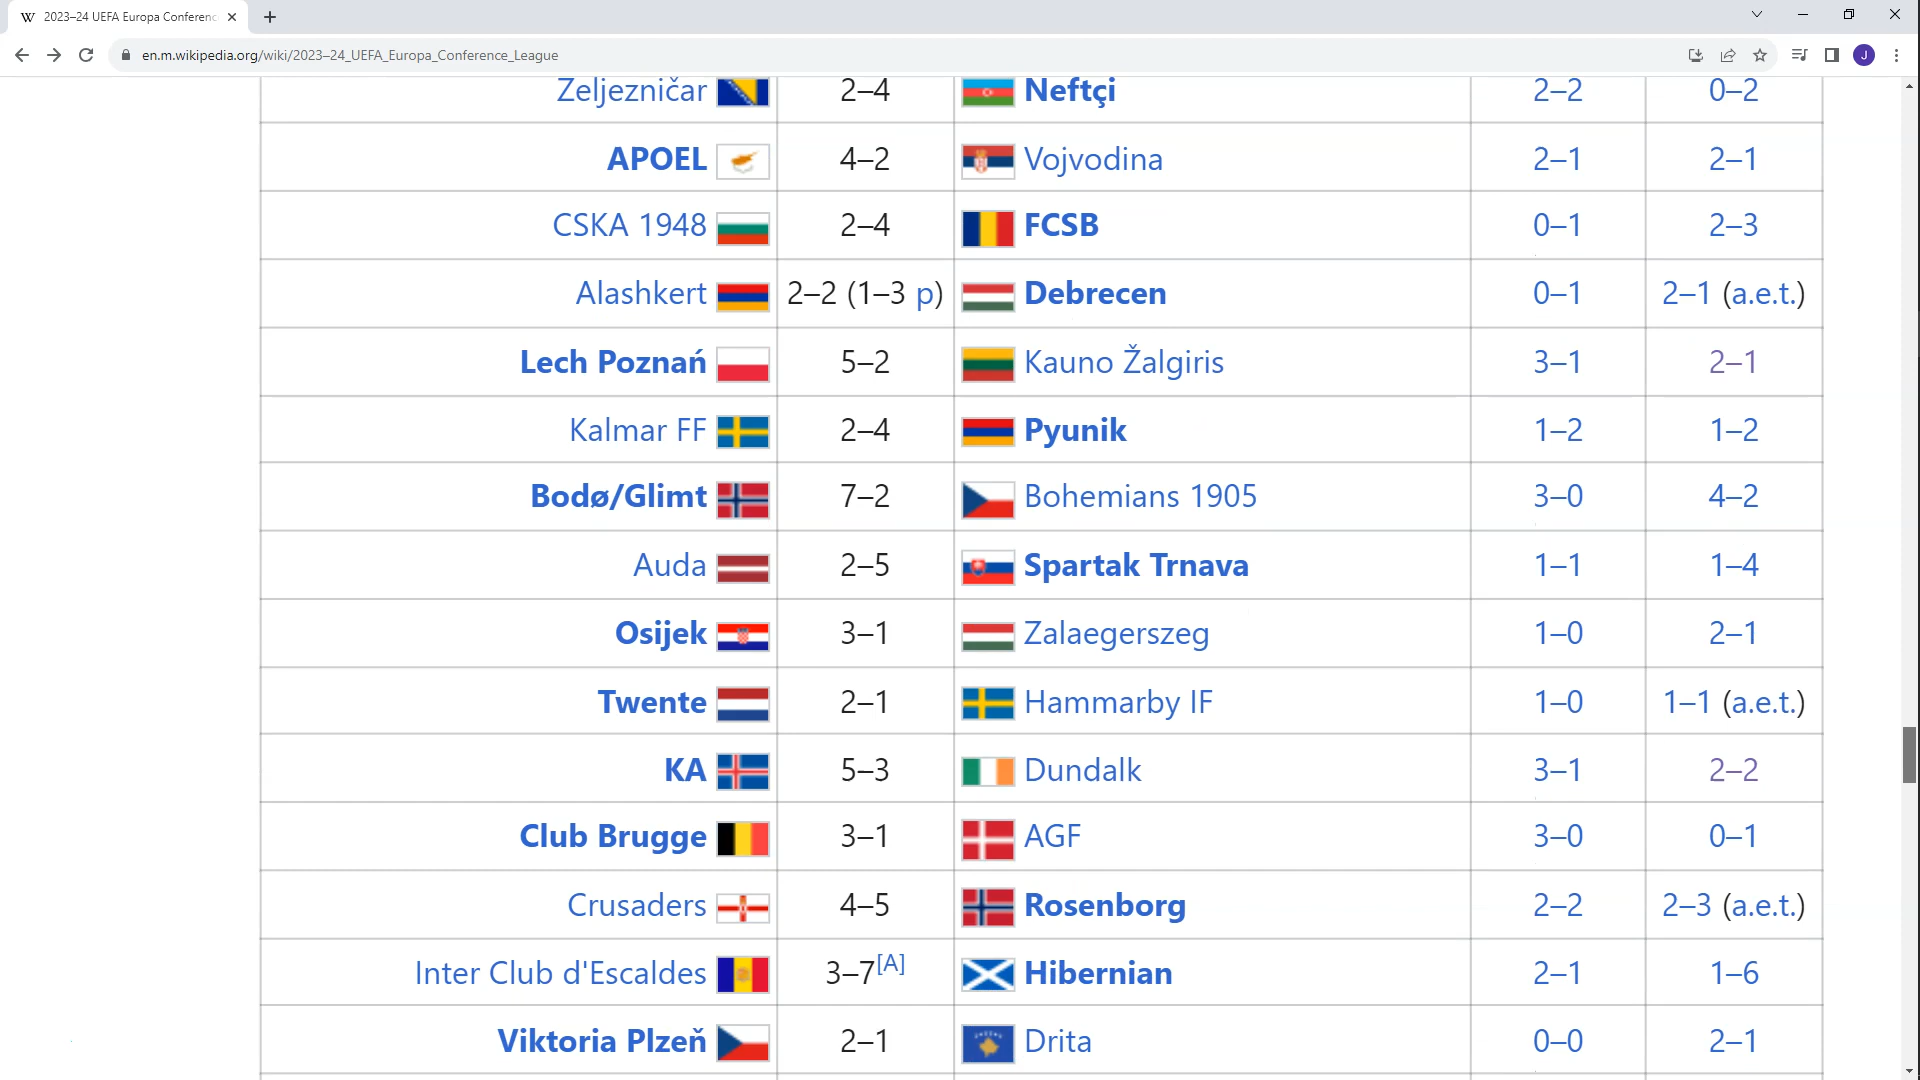 2023–24 UEFA Europa Conferenc
en.m.wikipedia.org/wiki/2023–24_UEFA_Europa_Conference_League
J
Željezničar 2–4 Neftçi 2–2 0–2
APOEL 4–2 Vojvodina 2–1 2–1
CSKA 1948 2–4 FCSB 0–1 2–3
Alashkert 2–2 (1–3 p) Debrecen 0–1 2–1 (a.e.t.)
Lech Poznań 5–2 Kauno Žalgiris 3–1 2–1
Kalmar FF 2–4 Pyunik 1–2 1–2
Bodø/Glimt 7–2 Bohemians 1905 3–0 4–2
Auda 2–5 Spartak Trnava 1–1 1–4
Osijek 3–1 Zalaegerszeg 1–0 2–1
Twente 2–1 Hammarby IF 1–0 1–1 (a.e.t.)
KA 5–3 Dundalk 3–1 2–2
Club Brugge 3–1 AGF 3–0 0–1
Crusaders 4–5 Rosenborg 2–2 2–3 (a.e.t.)
Inter Club d'Escaldes 3–7[A] Hibernian 2–1 1–6
Viktoria Plzeň 2–1 Drita 0–0 2–1